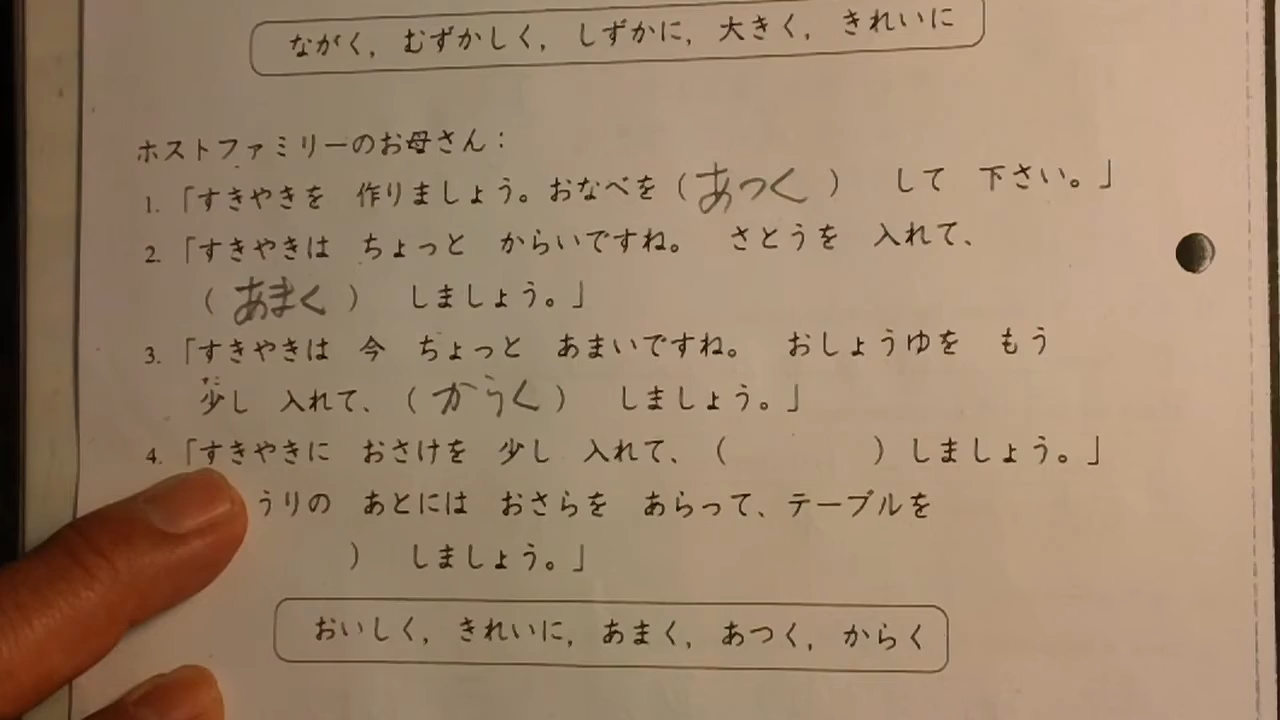 ながく, むずかしく, しずかに, 大きく, きれいに
ホストファミリーのお母さん:
1. 「すきやきを 作りましょう。おなべを (あつく) して 下さい。」
2. 「すきやきは ちょっと からいですね。 さとうを 入れて、
(あまく) しましょう。」
3. 「すきやきは 今 ちょっと あまいですね。 おしょうゆを もう
すこ
少し 入れて、(からく) しましょう。」
4. 「すきやきに おさけを 少し 入れて、( ) しましょう。」
うりの あとには おさらを あらって、テーブルを
) しましょう。」
おいしく, きれいに, あまく, あつく, からく